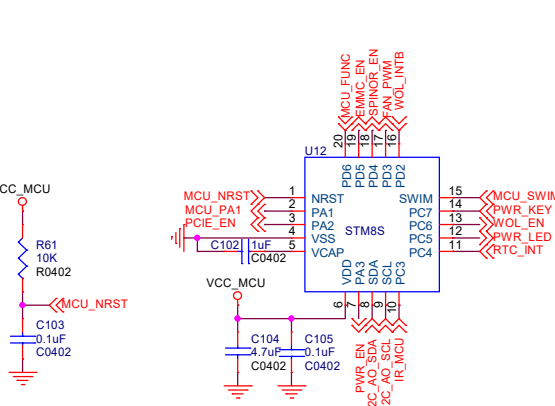 MCU_FUNC
EMMC_EN
SPINOR_EN
FAN_PWM
WOL_INTB
20
19
18
17
16
U12
PD6
PD5
PD4
PD3
PD2
MCU_NRST 1 NRST
MCU_PA1 2 PA1
PCIE_EN 3 PA2
4 VSS
5 VCAP
C102 1uF
C0402
STM8S
SWIM 15 MCU_SWIM
PC7 14 PWR_KEY
PC6 13 WOL_EN
PC5 12 PWR_LED
PC4 11 RTC_INT
VDD
PA3
SDA
SCL
PC3
6
7
8
9
10
PWR_EN
2C_AO_SDA
2C_AO_SCL
IR_MCU
CC_MCU
R61
10K
R0402
MCU_NRST
C103
0.1uF
C0402
VCC_MCU
C104
4.7uF
C0402
C105
0.1uF
C0402